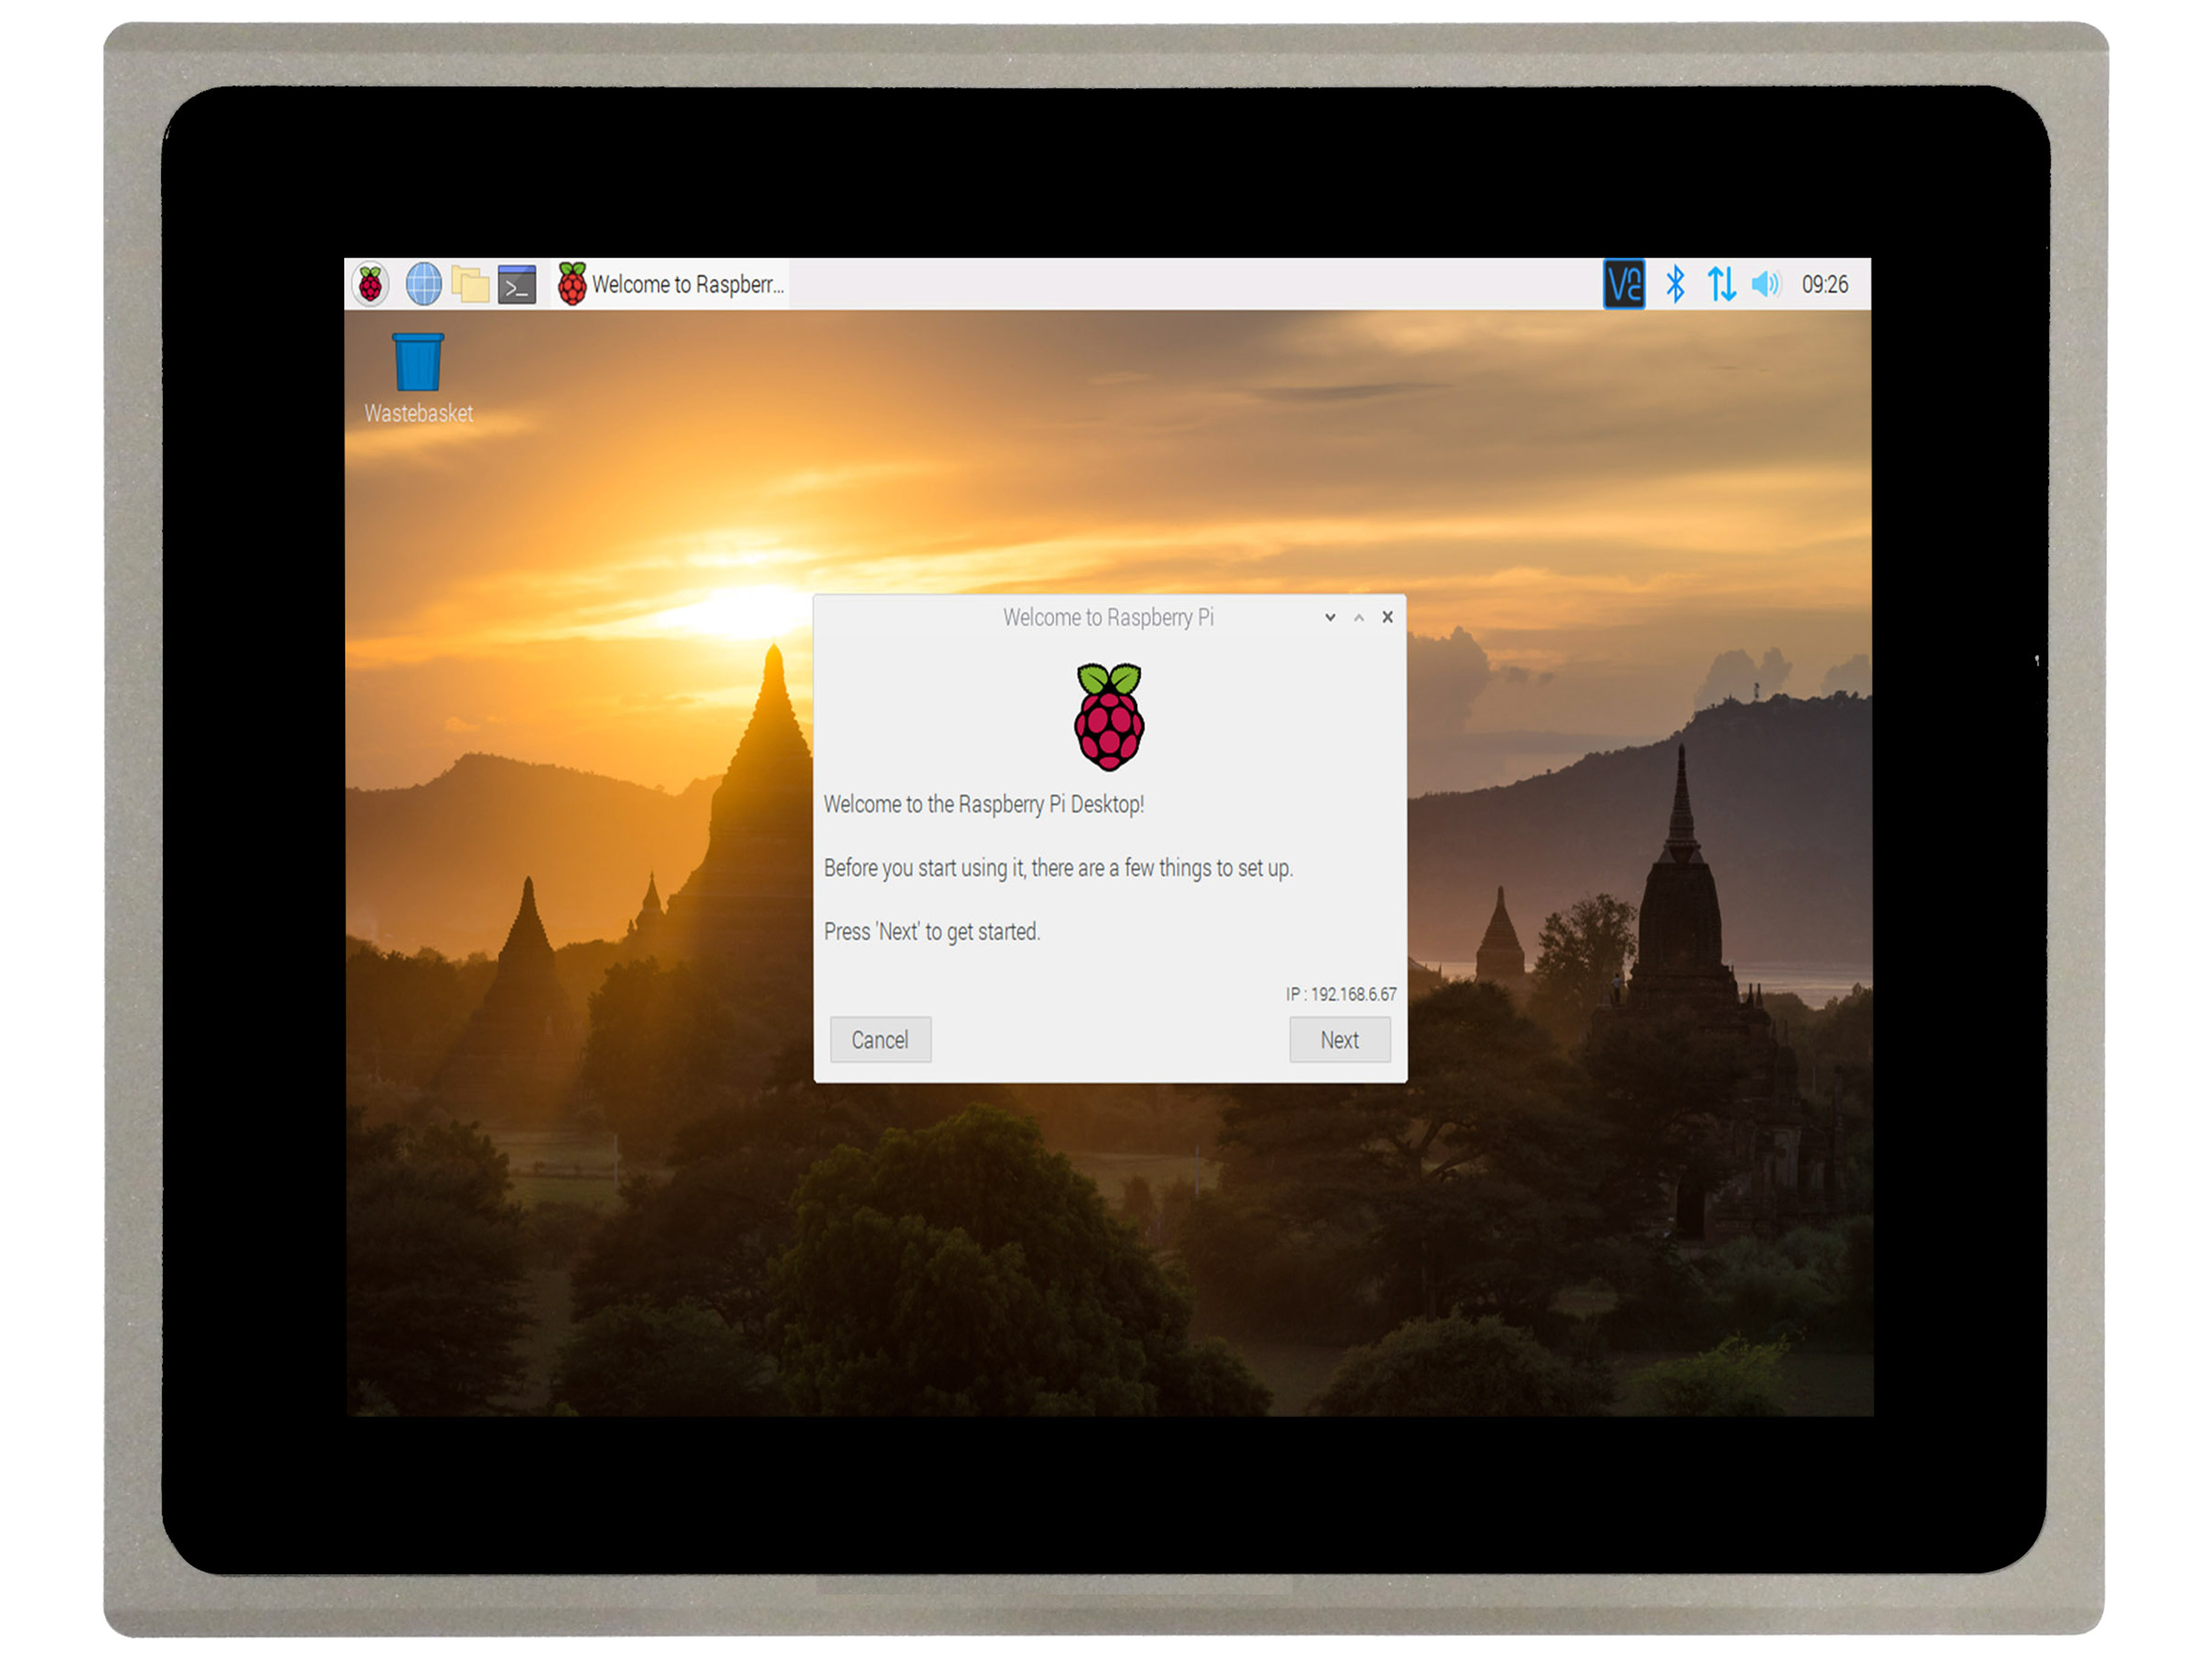 Welcome to Raspberr...
09:26
Wastebasket
Welcome to Raspberry Pi
Welcome to the Raspberry Pi Desktop!
Before you start using it, there are a few things to set up.
Press 'Next' to get started.
IP : 192.168.6.67
Cancel
Next